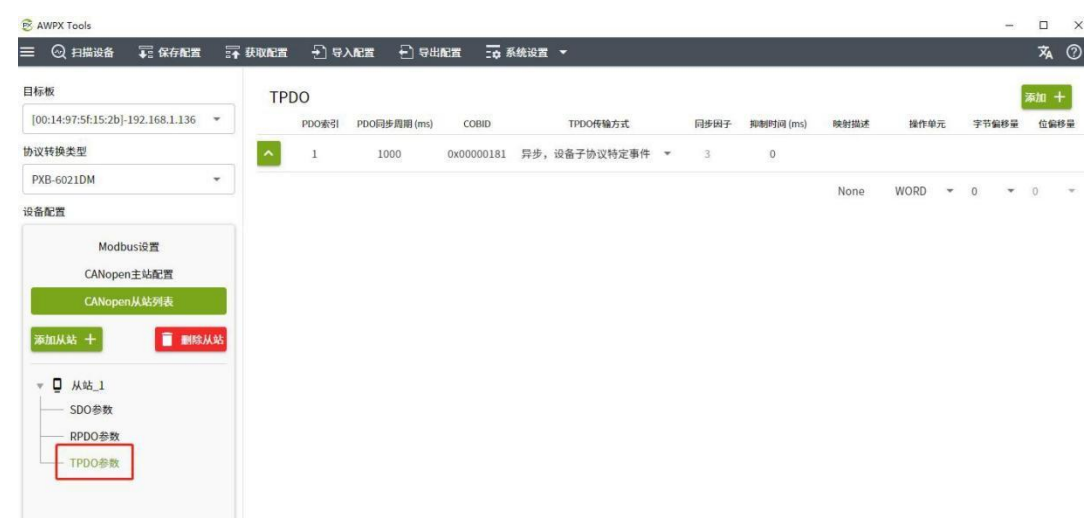 AWPX Tools
扫描设备 保存配置 获取配置 导入配置 导出配置 系统设置
目标板
[00:14:97:5f:15:2b]-192.168.1.136
协议转换类型
PXB-6021DM
设备配置
Modbus设置
CANopen主站配置
CANopen从站列表
添加从站 删除从站
从站_1
SDO参数
RPDO参数
TPDO参数
TPDO
添加
PDO索引 PDO同步周期 (ms) COBID TPDO传输方式 同步因子 抑制时间 (ms) 映射描述 操作单元 字节偏移量 位偏移量
1 1000 0x00000181 异步，设备子协议特定事件 3 0
None WORD 0 0